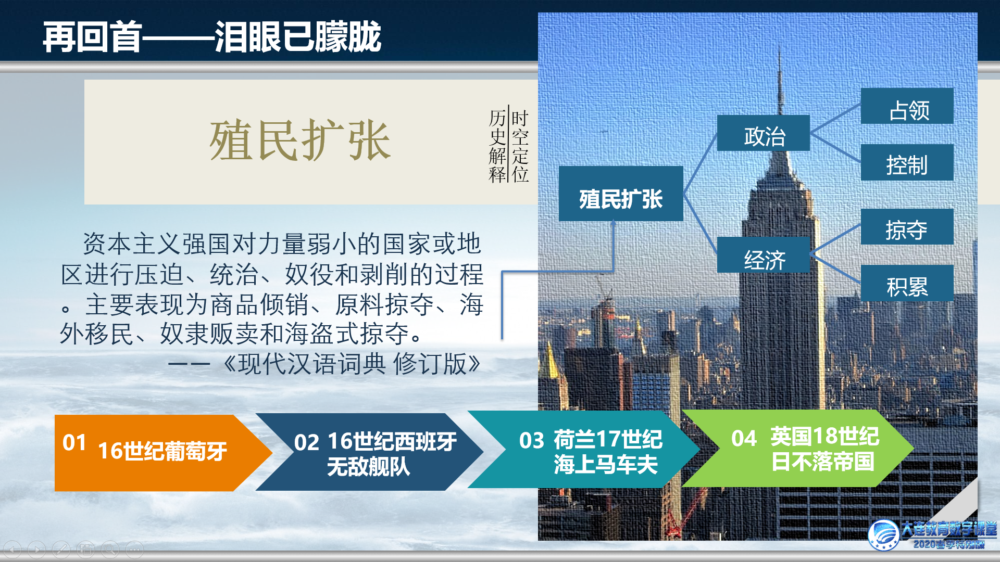 再回首——泪眼已朦胧
殖民扩张
时空定位
历史解释
资本主义强国对力量弱小的国家或地
区进行压迫、统治、奴役和剥削的过程
。主要表现为商品倾销、原料掠夺、海
外移民、奴隶贩卖和海盗式掠夺。
——《现代汉语词典 修订版》
殖民扩张
政治
占领
控制
经济
掠夺
积累
01 16世纪葡萄牙
02 16世纪西班牙
无敌舰队
03 荷兰17世纪
海上马车夫
04 英国18世纪
日不落帝国
大连教育数字课堂
2020春季特别版